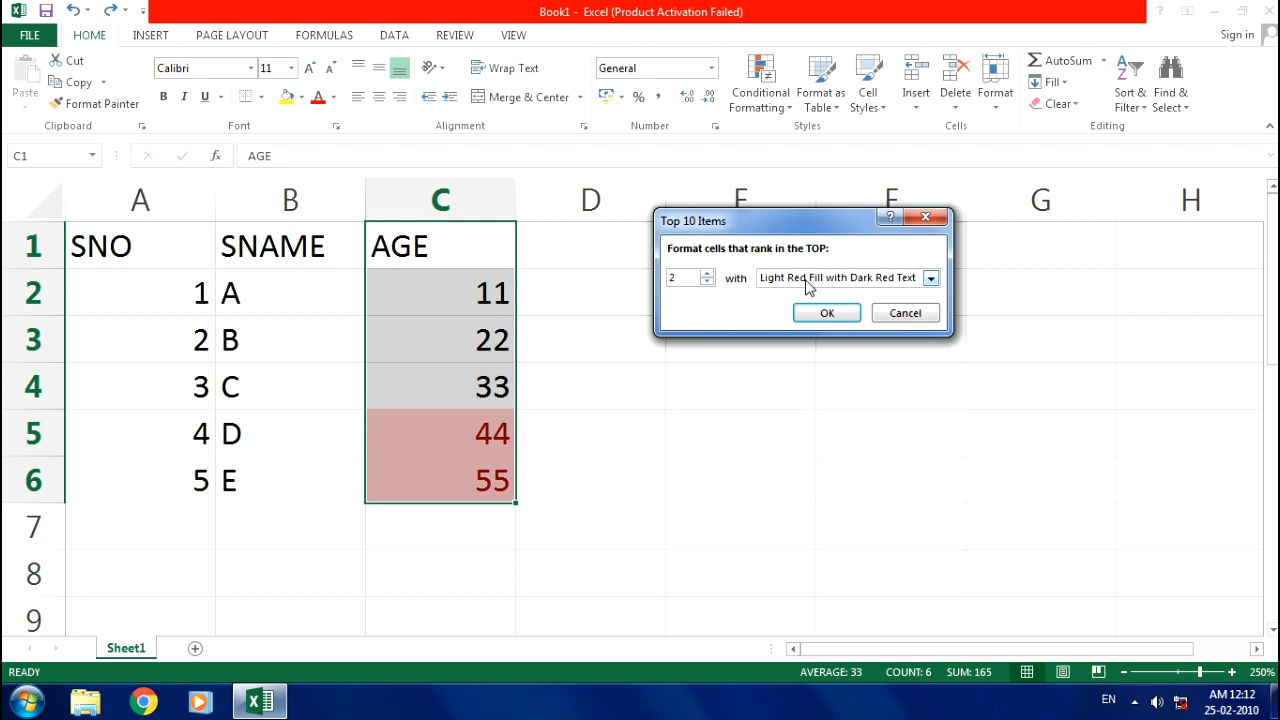 Book1 - Excel (Product Activation Failed)
FILE HOME INSERT PAGE LAYOUT FORMULAS DATA REVIEW VIEW Sign in
Paste
Cut
Copy
Format Painter
Clipboard
Calibri 11
B I U
Font
Wrap Text
Merge & Center
Alignment
General
% ,
Number
Conditional Formatting
Format as Table
Cell Styles
Styles
Insert
Delete
Format
Cells
AutoSum
Fill
Clear
Sort & Filter
Find & Select
Editing
C1 fx AGE
A B C D E F G H
1 SNO SNAME AGE
2 1 A 11
3 2 B 22
4 3 C 33
5 4 D 44
6 5 E 55
7
8
9
Top 10 Items
Format cells that rank in the TOP:
2 with Light Red Fill with Dark Red Text
OK Cancel
Sheet1
READY AVERAGE: 33 COUNT: 6 SUM: 165 250%
EN AM 12:12
25-02-2010